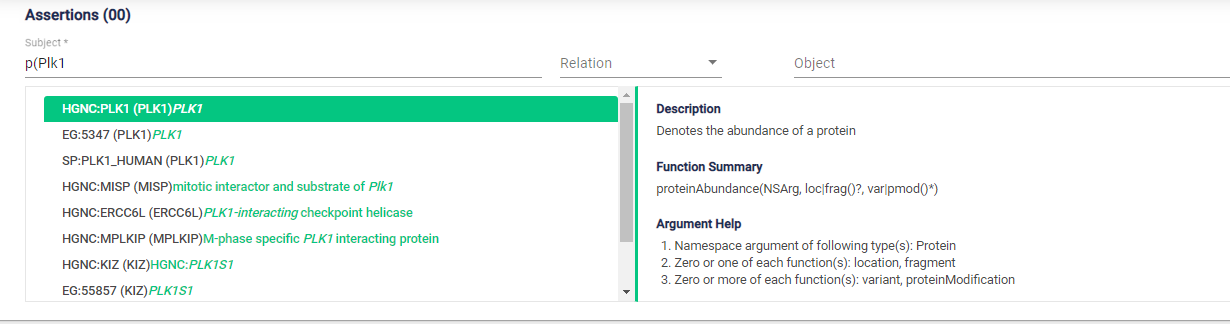 Assertions (00)
Subject *
p(Plk1
Relation
Object
HGNC:PLK1 (PLK1)PLK1
EG:5347 (PLK1)PLK1
SP:PLK1_HUMAN (PLK1)PLK1
HGNC:MISP (MISP)mitotic interactor and substrate of Plk1
HGNC:ERCC6L (ERCC6L)PLK1-interacting checkpoint helicase
HGNC:MPLKIP (MPLKIP)M-phase specific PLK1 interacting protein
HGNC:KIZ (KIZ)HGNC:PLK1S1
EG:55857 (KIZ)PLK1S1
Description
Denotes the abundance of a protein
Function Summary
proteinAbundance(NSArg, loc|frag()?, var|pmod()*)
Argument Help
1. Namespace argument of following type(s): Protein
2. Zero or one of each function(s): location, fragment
3. Zero or more of each function(s): variant, proteinModification